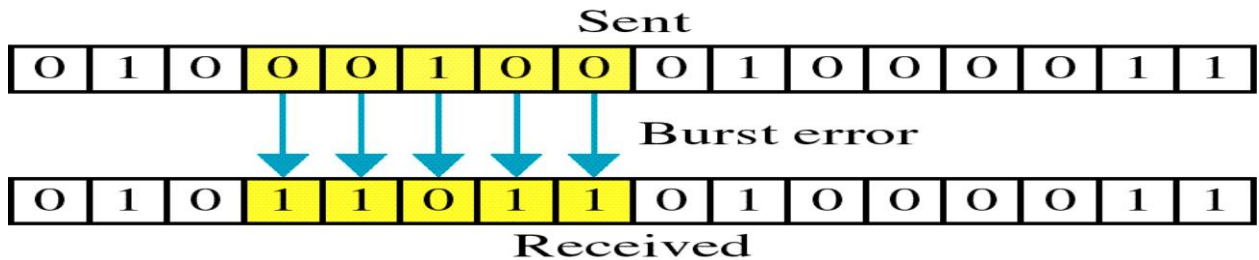 Sent
0 1 0 0 0 1 0 0 0 1 0 0 0 0 1 1
Burst error
0 1 0 1 1 0 1 1 0 1 0 0 0 0 1 1
Received